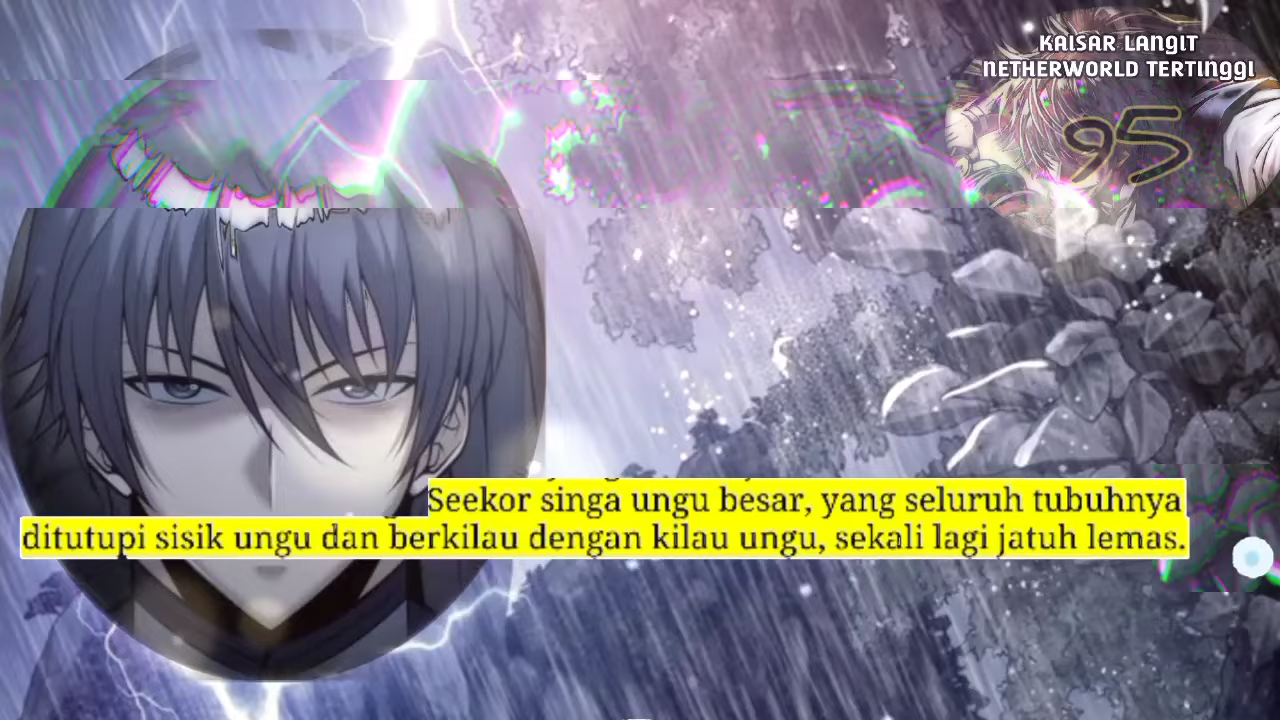 KAISAR LANGIT
NETHERWORLD TERTINGGI
95
Seekor singa ungu besar, yang seluruh tubuhnya
ditutupi sisik ungu dan berkilau dengan kilau ungu, sekali lagi jatuh lemas.